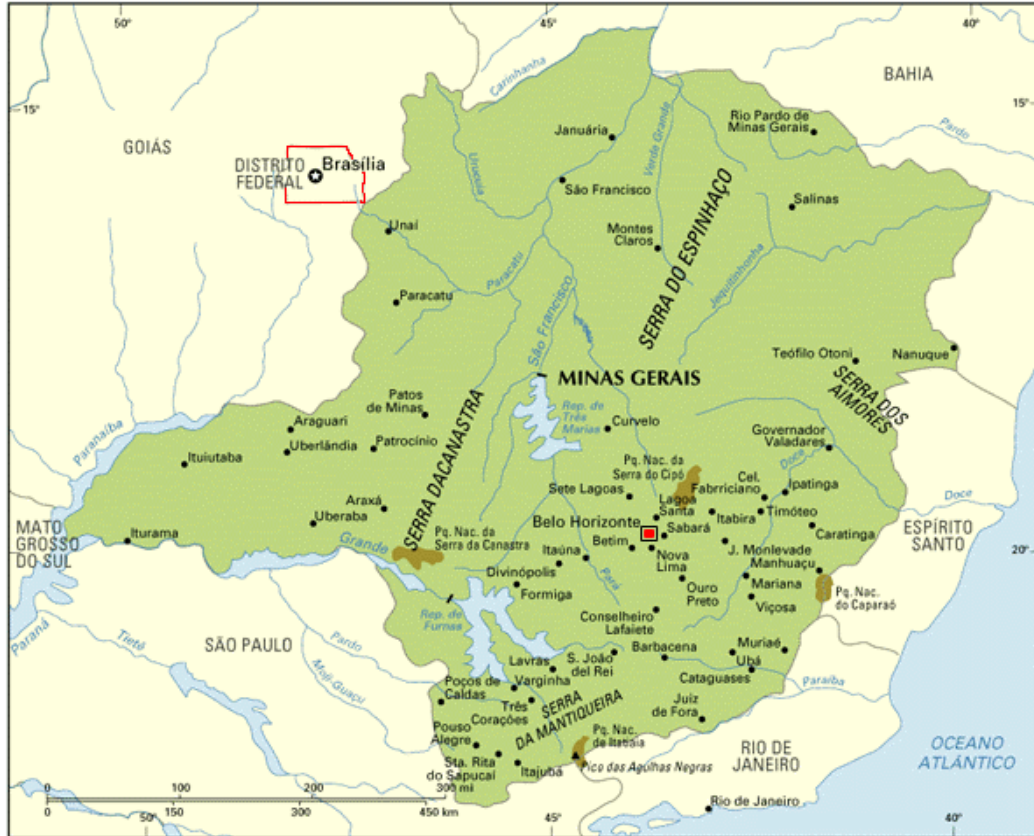 50°
45°
40°
15°
15°
BAHIA
GOIÁS
Carinhanha
Rio Pardo de
Minas Gerais
Pardo
Januária
Verde Grande
DISTRITO
FEDERAL
Brasília
Urucuia
São Francisco
Salinas
SERRA DO ESPINHAÇO
Unaí
Montes
Claros
Jequitinhonha
Paracatu
Paracatu
São Francisco
Teófilo Otoni
Nanuque
MINAS GERAIS
SERRA DOS
AIMORES
Patos
de Minas
Rep. de
Três
Marias
Curvelo
Paranaíba
Araguari
Uberlândia
Patrocínio
Ituiutaba
SERRA DACANASTRA
Governador
Valadares
Doce
Pq. Nac. da
Serra do Cipó
Cel.
Fabrriciano
Ipatinga
Sete Lagoas
Lagoa
Santa
Doce
Araxá
Uberaba
Belo Horizonte
Sabará
Itabira
Timóteo
ESPÍRITO
SANTO
MATO
GROSSO
DO SUL
Iturama
Grande
Pq. Nac. da
Serra da Canastra
Itaúna
Betim
Nova
Lima
J. Monlevade
Caratinga
20°
Manhuaçu
Divinópolis
Pará
Formiga
Ouro
Preto
Mariana
Viçosa
Pq. Nac.
do Caparaó
Rep. de
Furnas
Conselheiro
Lafaiete
Paraná
Tietê
SÃO PAULO
Pardo
Moji-Guaçu
Barbacena
Muriaé
Ubá
Lavras
S. João
del Rei
Cataguases
Paraíba
Poços de
Caldas
Varginha
Três
Corações
SERRA
DA MANTIQUEIRA
Juiz
de Fora
Pouso
Alegre
Pq. Nac.
de Itatiaia
Sta. Rita
do Sapucaí
Itajubá
Pico das Agulhas Negras
RIO DE
JANEIRO
OCEANO
ATLÁNTICO
Rio de Janeiro
0 100 200 300 mi
0 150 300 450 km
50°
45°
40°